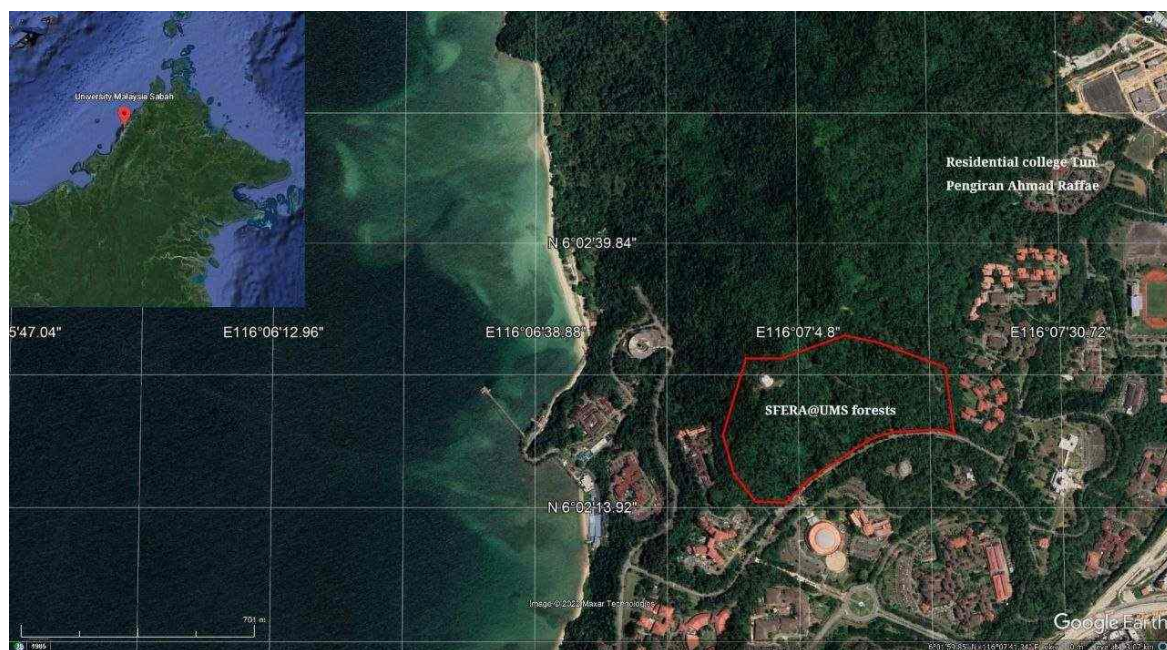 University Malaysia Sabah
Residential college Tun
Pengiran Ahmad Raffae
N 6°02'39.84"
5'47.04"
E116°06'12.96"
E116°06'38.88"
E116°07'4.8"
E116°07'30.72"
SFERA@UMS forests
N 6°02'13.92"
Image © 2022 Maxar Technologies
701 m
Google Earth
1985